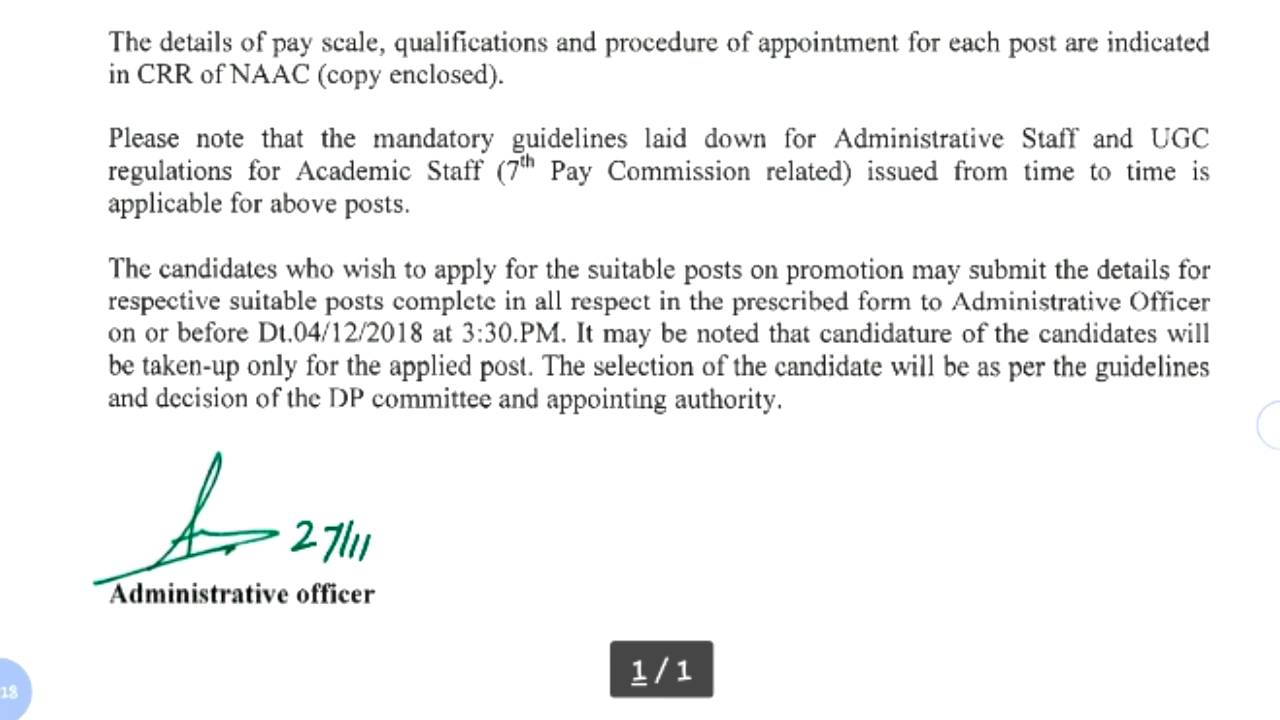 The details of pay scale, qualifications and procedure of appointment for each post are indicated
in CRR of NAAC (copy enclosed).
Please note that the mandatory guidelines laid down for Administrative Staff and UGC
regulations for Academic Staff (7th Pay Commission related) issued from time to time is
applicable for above posts.
The candidates who wish to apply for the suitable posts on promotion may submit the details for
respective suitable posts complete in all respect in the prescribed form to Administrative Officer
on or before Dt.04/12/2018 at 3:30.PM. It may be noted that candidature of the candidates will
be taken-up only for the applied post. The selection of the candidate will be as per the guidelines
and decision of the DP committee and appointing authority.
27/11
Administrative officer
1 / 1
18